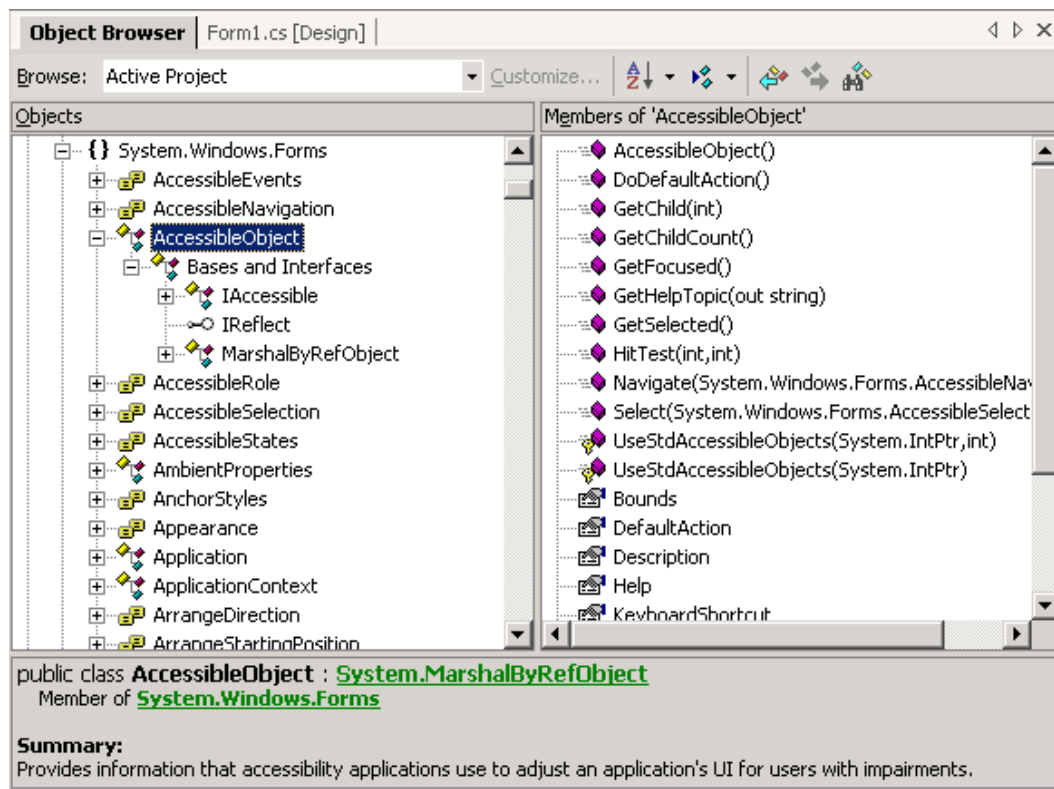 Object Browser Form1.cs [Design]
Browse: Active Project Customize...
Objects
{} System.Windows.Forms
AccessibleEvents
AccessibleNavigation
AccessibleObject
Bases and Interfaces
IAccessible
IReflect
MarshalByRefObject
AccessibleRole
AccessibleSelection
AccessibleStates
AmbientProperties
AnchorStyles
Appearance
Application
ApplicationContext
ArrangeDirection
ArrangeStartingPosition
Members of 'AccessibleObject'
AccessibleObject()
DoDefaultAction()
GetChild(int)
GetChildCount()
GetFocused()
GetHelpTopic(out string)
GetSelected()
HitTest(int,int)
Navigate(System.Windows.Forms.AccessibleNav
Select(System.Windows.Forms.AccessibleSelect
UseStdAccessibleObjects(System.IntPtr,int)
UseStdAccessibleObjects(System.IntPtr)
Bounds
DefaultAction
Description
Help
KeyboardShortcut
public class AccessibleObject : System.MarshalByRefObject
Member of System.Windows.Forms
Summary:
Provides information that accessibility applications use to adjust an application's UI for users with impairments.